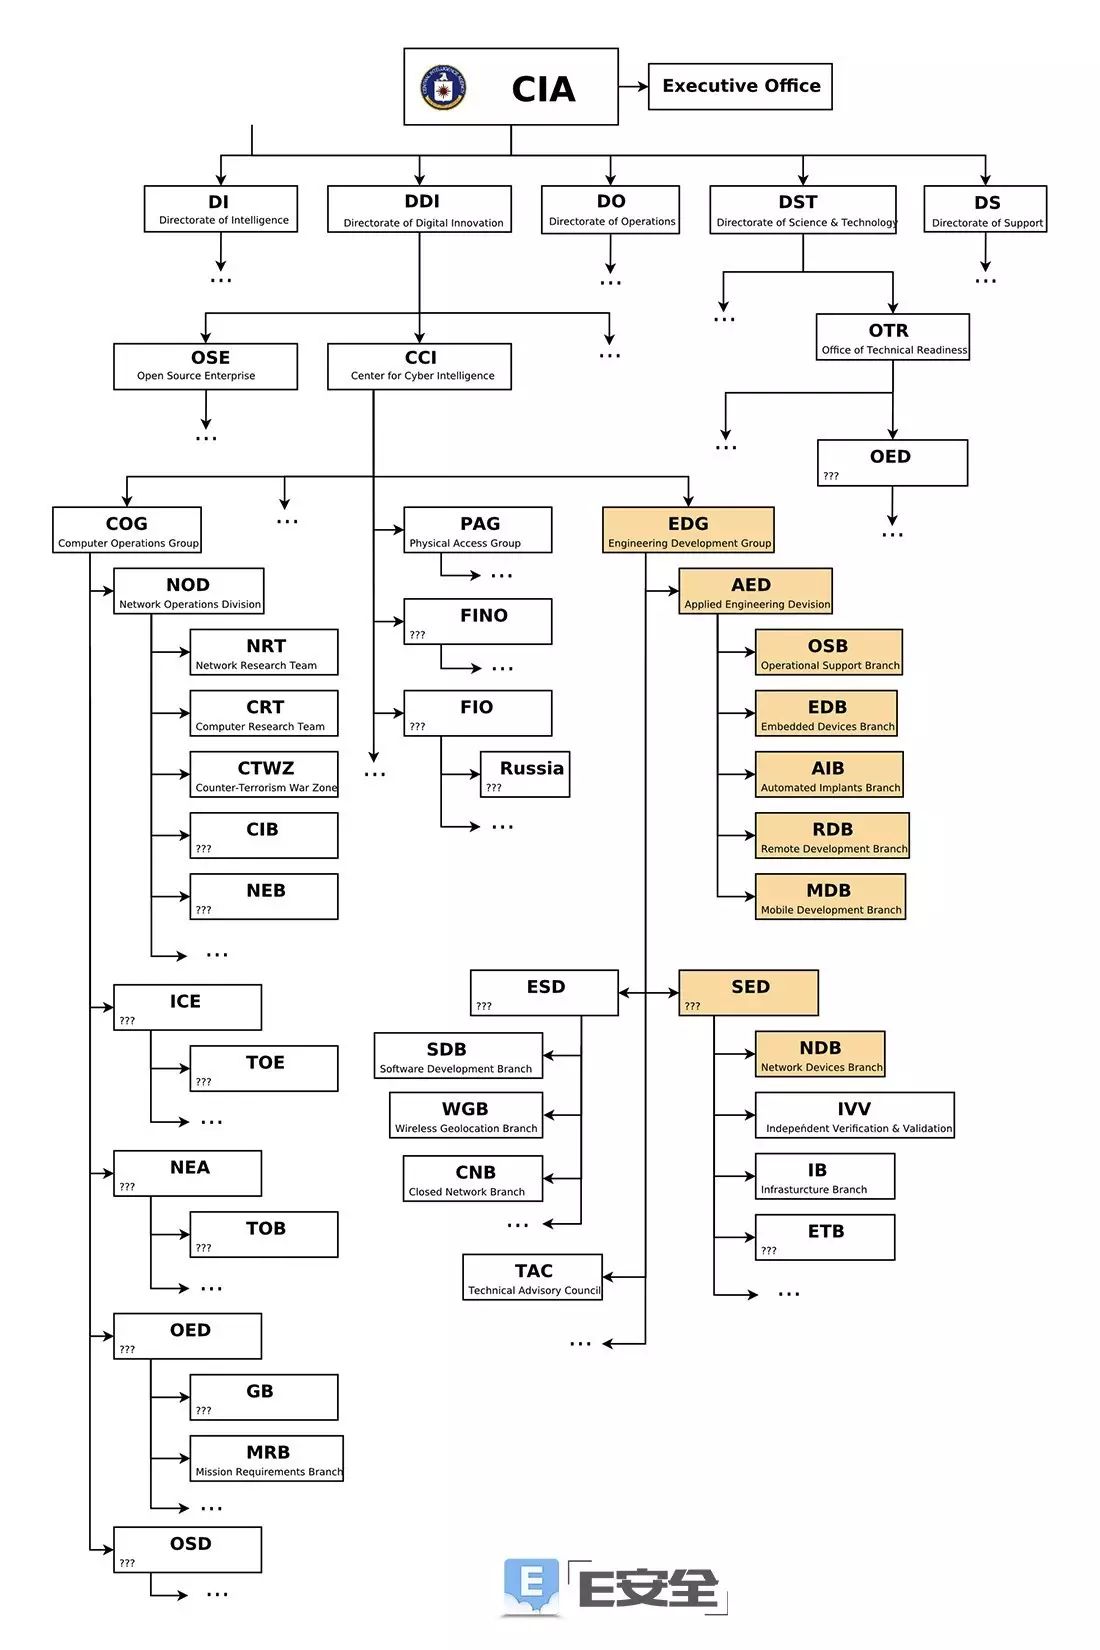 CIA
Executive Office
DI
Directorate of Intelligence
DDI
Directorate of Digital Innovation
DO
Directorate of Operations
DST
Directorate of Science & Technology
DS
Directorate of Support
...
...
...
...
OTR
Office of Technical Readiness
OSE
Open Source Enterprise
CCI
Center for Cyber Intelligence
...
...
...
OED
???
...
COG
Computer Operations Group
...
PAG
Physical Access Group
...
EDG
Engineering Development Group
NOD
Network Operations Division
NRT
Network Research Team
CRT
Computer Research Team
CTWZ
Counter-Terrorism War Zone
CIB
???
NEB
???
...
FINO
???
...
FIO
???
Russia
???
...
...
AED
Applied Engineering Devision
OSB
Operational Support Branch
EDB
Embedded Devices Branch
AIB
Automated Implants Branch
RDB
Remote Development Branch
MDB
Mobile Development Branch
ICE
???
TOE
???
...
NEA
???
TOB
???
...
OED
???
GB
???
MRB
Mission Requirements Branch
...
OSD
???
...
ESD
???
SDB
Software Development Branch
WGB
Wireless Geolocation Branch
CNB
Closed Network Branch
...
TAC
Technical Advisory Council
...
SED
???
NDB
Network Devices Branch
IVV
Independent Verification & Validation
IB
Infrasturcture Branch
ETB
???
...
E
E安全